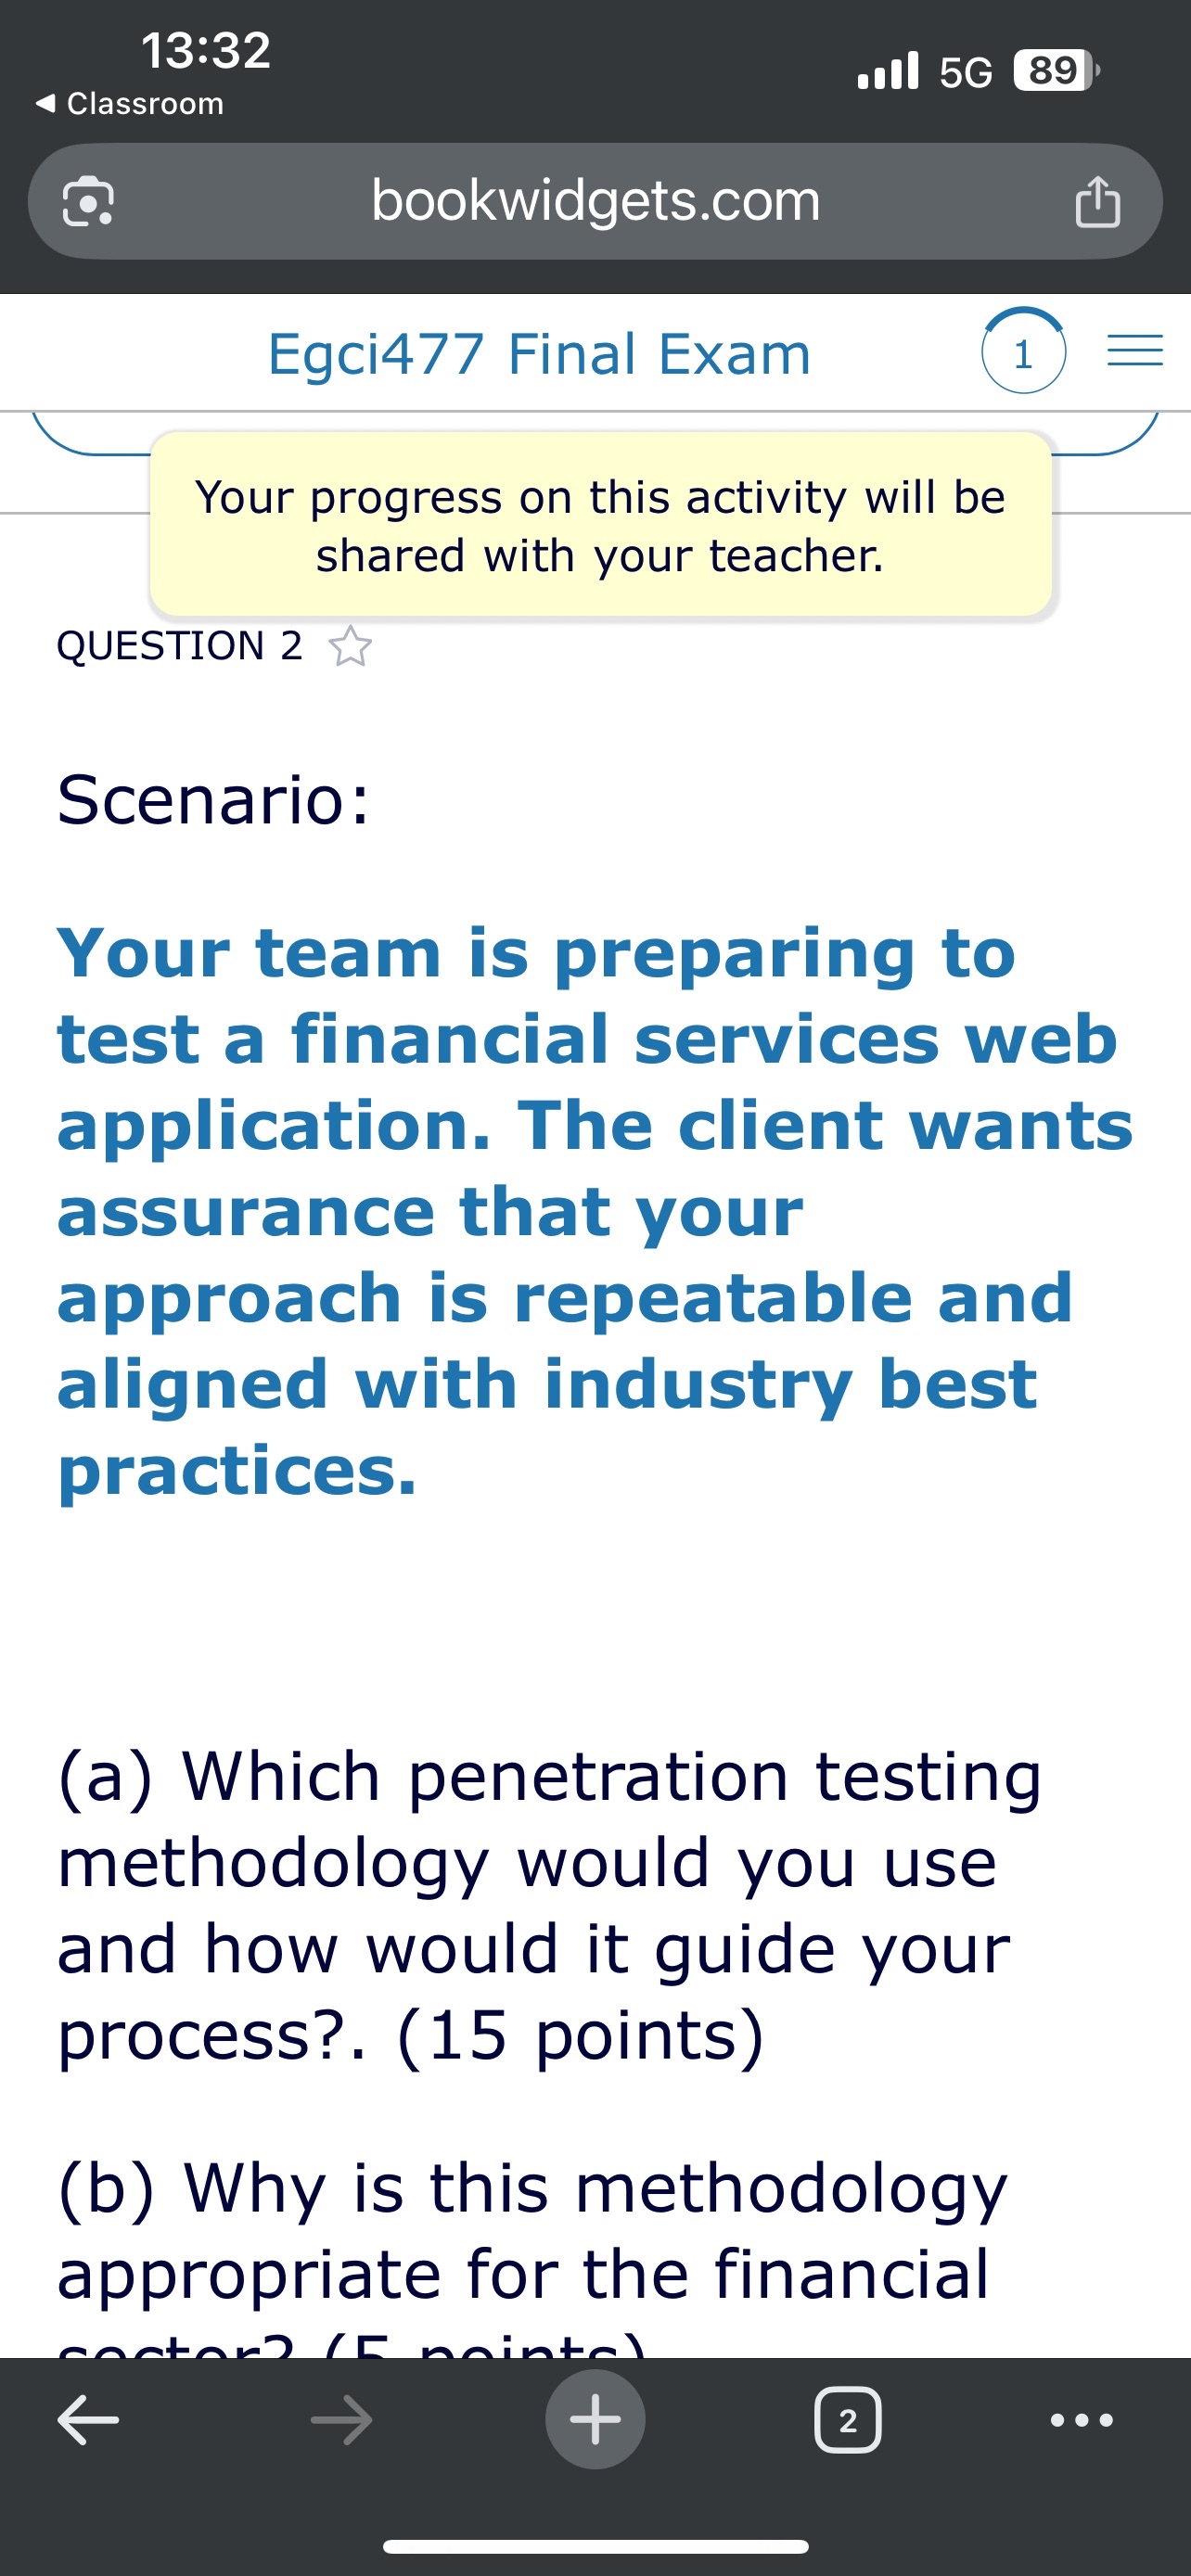 13:32
5G 89
◀ Classroom
bookwidgets.com
Egci477 Final Exam
1
Your progress on this activity will be
shared with your teacher.
QUESTION 2
Scenario:
Your team is preparing to
test a financial services web
application. The client wants
assurance that your
approach is repeatable and
aligned with industry best
practices.
(a) Which penetration testing
methodology would you use
and how would it guide your
process?. (15 points)
(b) Why is this methodology
appropriate for the financial
sector? (5 points)
2